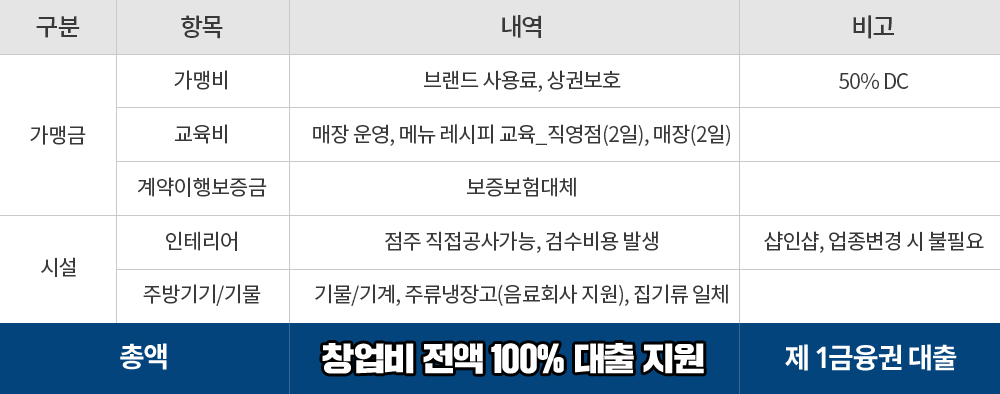 구분 항목 내역 비고
가맹금 가맹비 브랜드 사용료, 상권보호 50% DC
교육비 매장 운영, 메뉴 레시피 교육_직영점(2일), 매장(2일)
계약이행보증금 보증보험대체
시설 인테리어 점주 직접공사가능, 검수비용 발생 샵인샵, 업종변경 시 불필요
주방기기/기물 기물/기계, 주류냉장고(음료회사 지원), 집기류 일체
총액 창업비 전액 100% 대출 지원 제 1금융권 대출